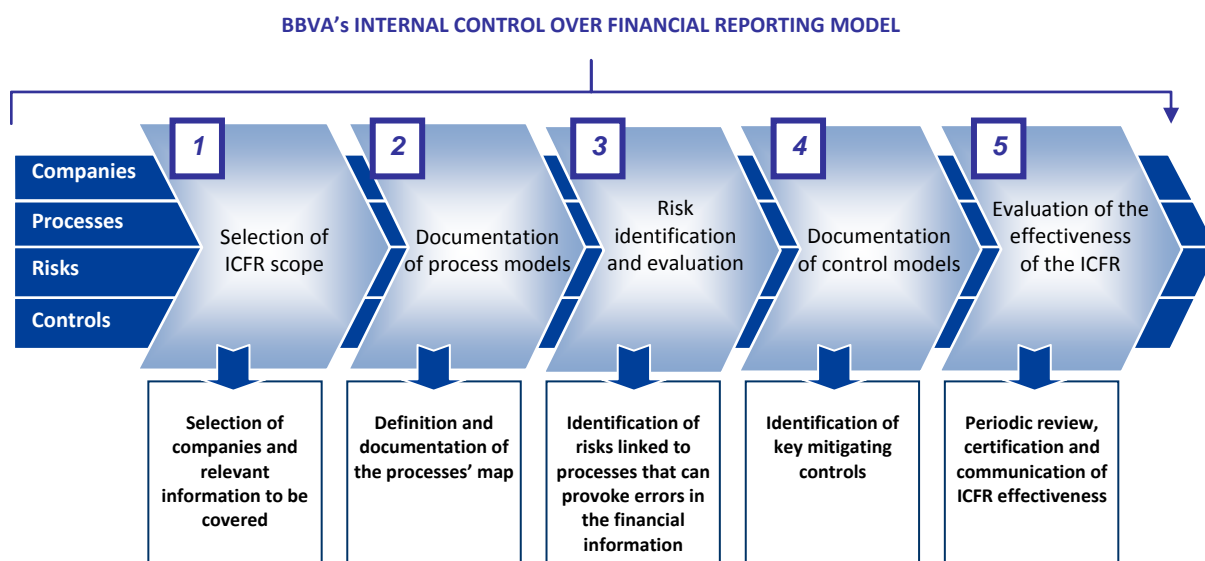 BBVA's INTERNAL CONTROL OVER FINANCIAL REPORTING MODEL
Companies
Processes
Risks
Controls
1
Selection of
ICFR scope
2
Documentation
of process models
3
Risk
identification
and evaluation
4
Documentation
of control models
5
Evaluation of the
effectiveness
of the ICFR
Selection of
companies and
relevant
information to be
covered
Definition and
documentation of
the processes' map
Identification of
risks linked to
processes that can
provoke errors in
the financial
information
Identification of
key mitigating
controls
Periodic review,
certification and
communication of
ICFR effectiveness